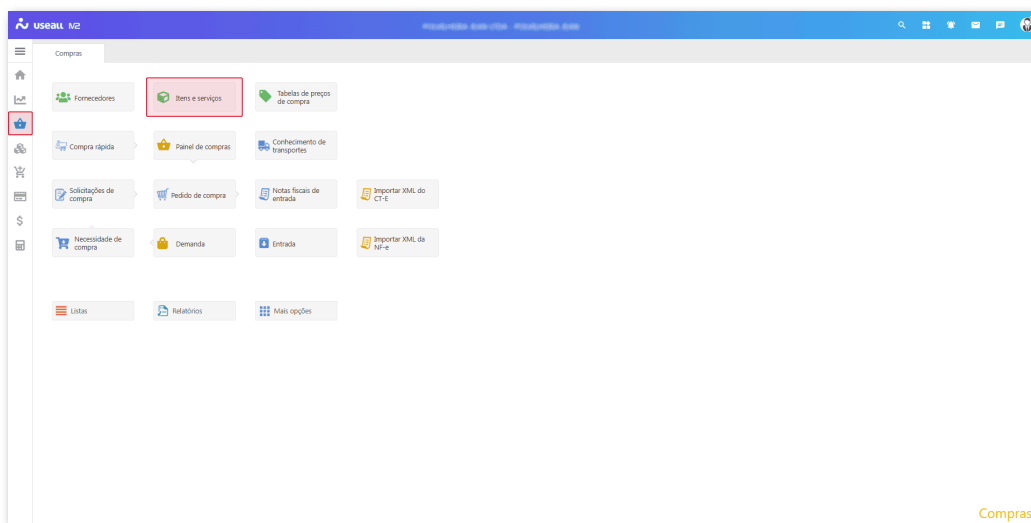 useall M2
Compras
Fornecedores
Itens e serviços
Tabelas de preços
de compra
Compra rápida
Painel de compras
Conhecimento de
transportes
Solicitações de
compra
Pedido de compra
Notas fiscais de
entrada
Importar XML do
CT-E
Necessidade de
compra
Demanda
Entrada
Importar XML da
NF-e
Listas
Relatórios
Mais opções
Compras